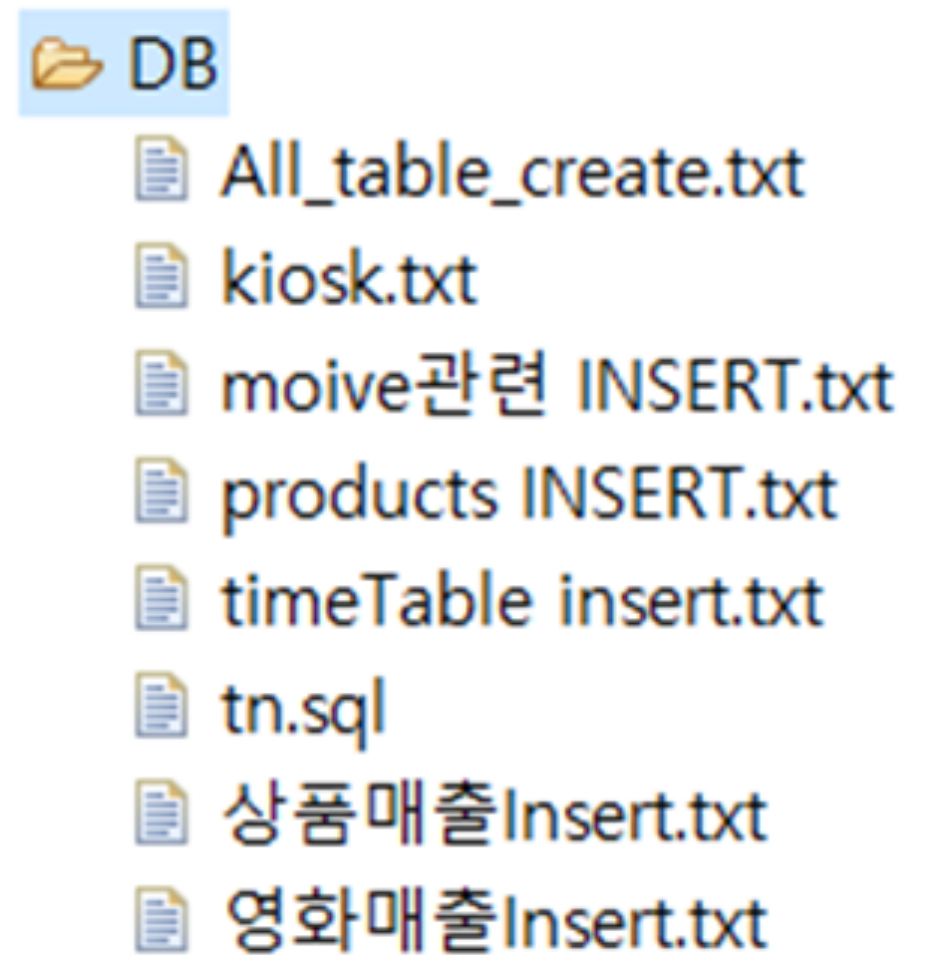 DB
All_table_create.txt
kiosk.txt
moive관련 INSERT.txt
products INSERT.txt
timeTable insert.txt
tn.sql
상품매출Insert.txt
영화매출Insert.txt